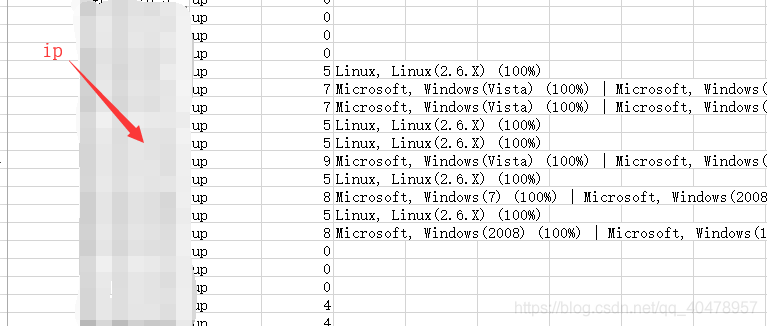 up 0
up 0
up 0
up 0
ip
up 5 Linux, Linux(2.6.X) (100%)
up 7 Microsoft, Windows(Vista) (100%) | Microsoft, Windows(
up 7 Microsoft, Windows(Vista) (100%) | Microsoft, Windows(
up 5 Linux, Linux(2.6.X) (100%)
up 5 Linux, Linux(2.6.X) (100%)
up 9 Microsoft, Windows(Vista) (100%) | Microsoft, Windows(
up 5 Linux, Linux(2.6.X) (100%)
up 8 Microsoft, Windows(7) (100%) | Microsoft, Windows(2008
up 5 Linux, Linux(2.6.X) (100%)
up 8 Microsoft, Windows(2008) (100%) | Microsoft, Windows(1
up 0
up 0
up 0
up 4
up 4
https://blog.csdn.net/qq_40478957